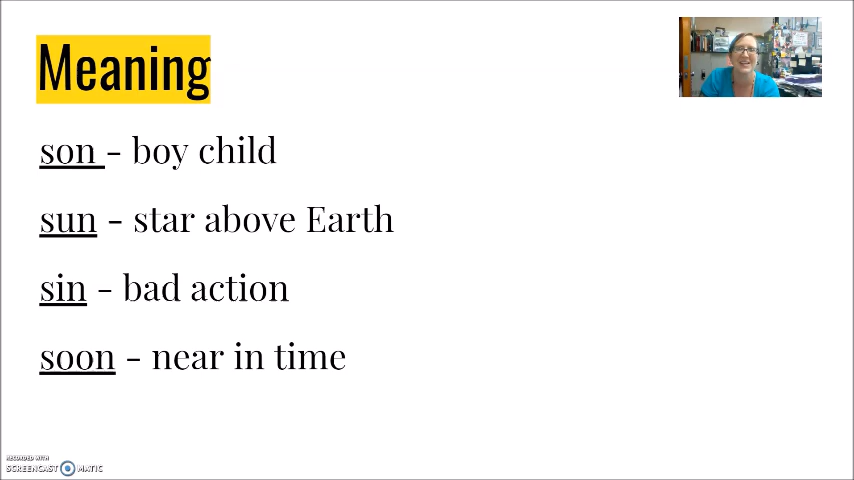 Meaning
son - boy child
sun - star above Earth
sin - bad action
soon - near in time
RECORDED WITH
SCREENCAST MATIC